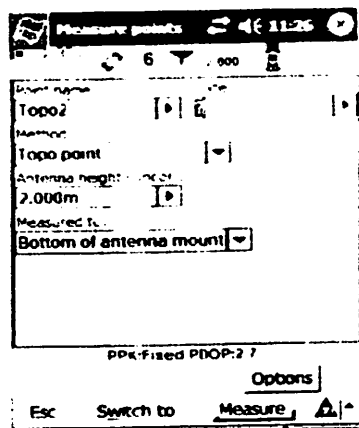 Measure points 11:26
6
Point name
Topo2
Method
Topo point
Antenna height
2.000m
Measured to:
Bottom of antenna mount
PPK:Fixed PDOP:2.7
Options
Esc Switch to Measure